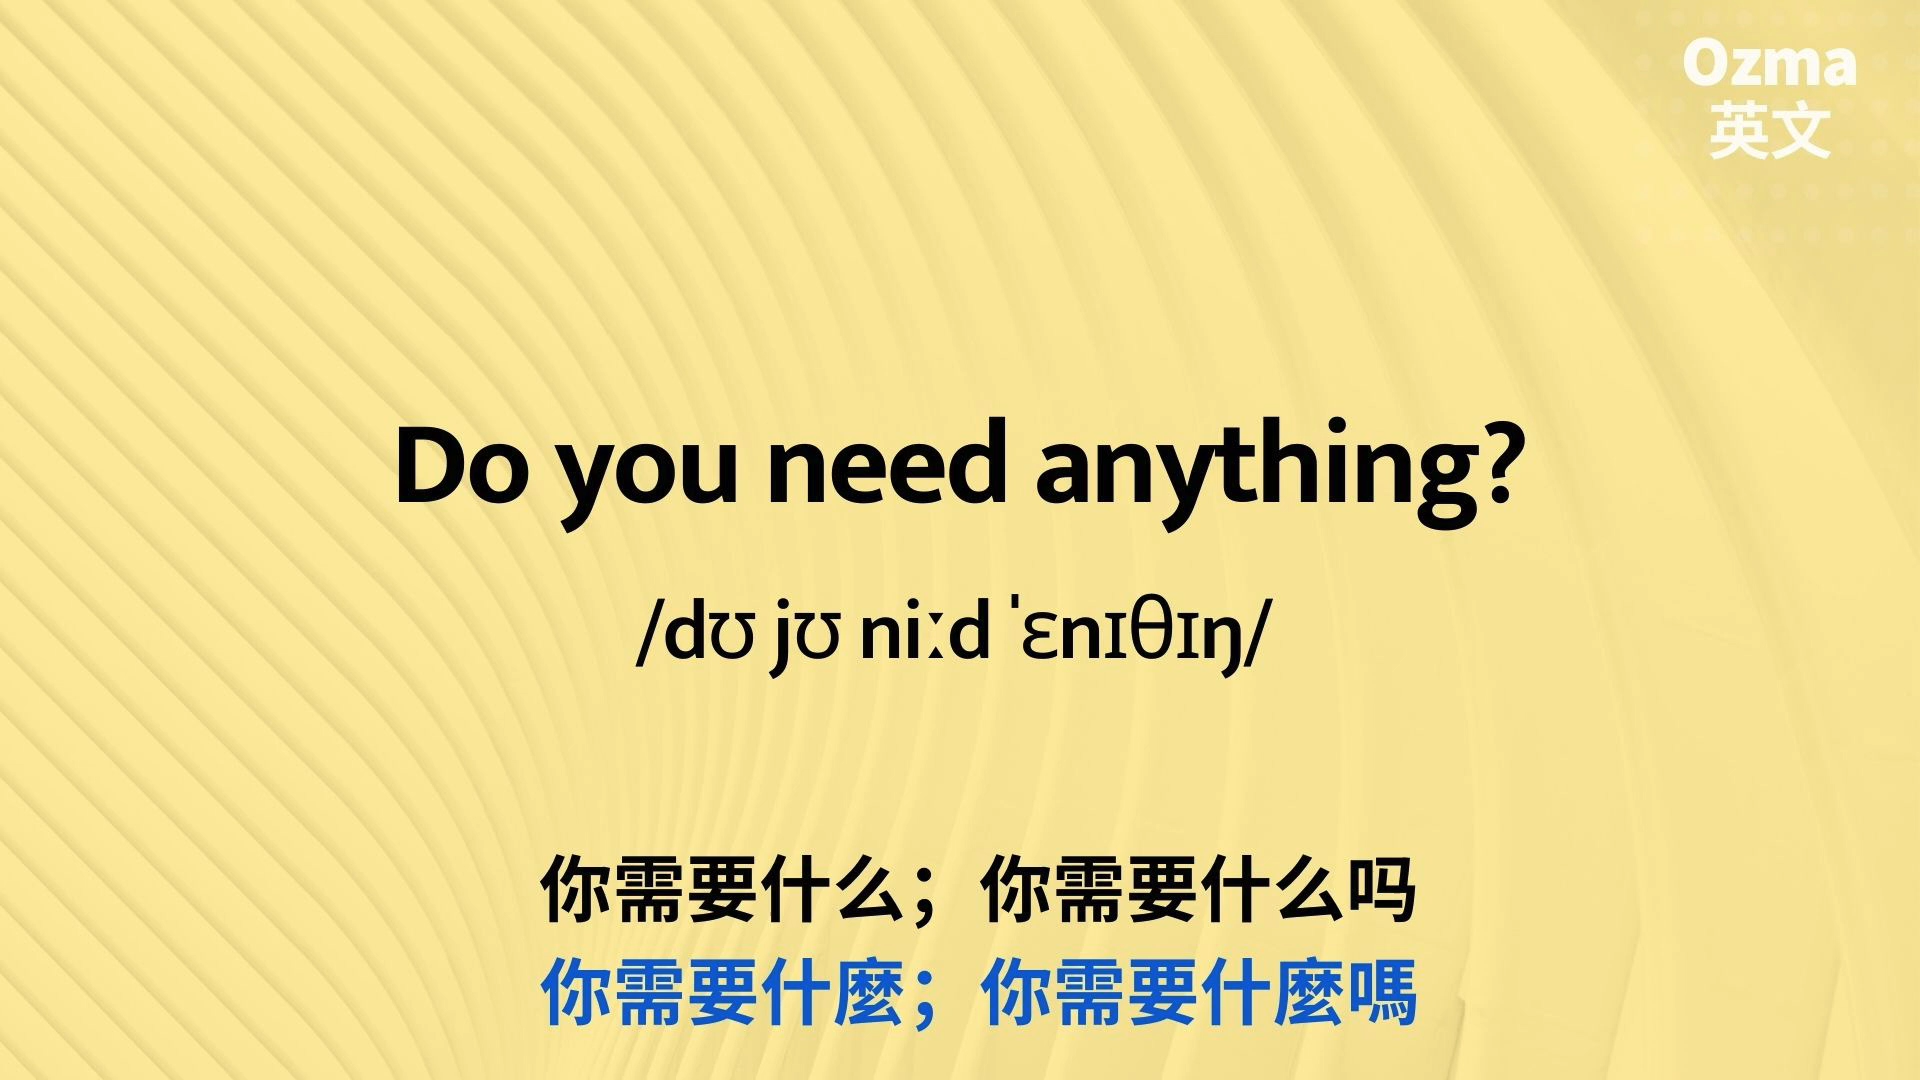 Ozma
英文
Do you need anything?
/dʊ jʊ niːd ˈɛnɪθɪŋ/
你需要什么；你需要什么吗
你需要什麼；你需要什麼嗎